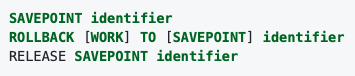 SAVEPOINT identifier
ROLLBACK [WORK] TO [SAVEPOINT] identifier
RELEASE SAVEPOINT identifier